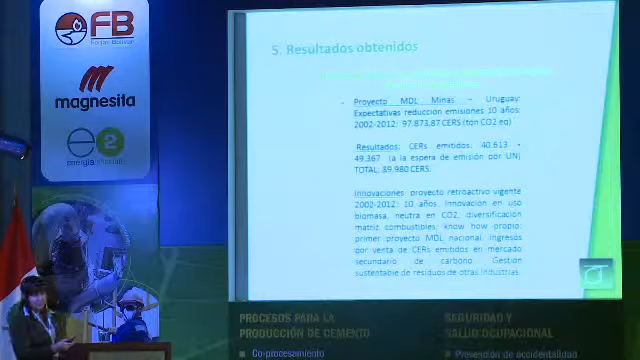 FB
Forjas Bolivar
magnesita
e2
5. Resultados obtenidos
- Proyecto MDL Minas – Uruguay:
Expectativas reducción emisiones 10 años:
2002-2012: 97.873,87 CERS (ton CO2 eq)
Resultados: CERs emitidos: 40.613 +
49.367 (a la espera de emisión por UN)
TOTAL: 89.980 CERS.
Innovaciones: proyecto retroactivo vigente
2002-2012: 10 años. Innovación en uso
biomasa, neutra en CO2, diversificación
matriz combustibles; know how propio;
primer proyecto MDL nacional. Ingresos
por venta de CERs emitidos en mercado
secundario de carbono. Gestión
sustentable de residuos de otras industrias.
PROCESOS PARA LA
PRODUCCIÓN DE CEMENTO
Co-procesamiento
SEGURIDAD Y
SALUD OCUPACIONAL
Prevención de accidentalidad